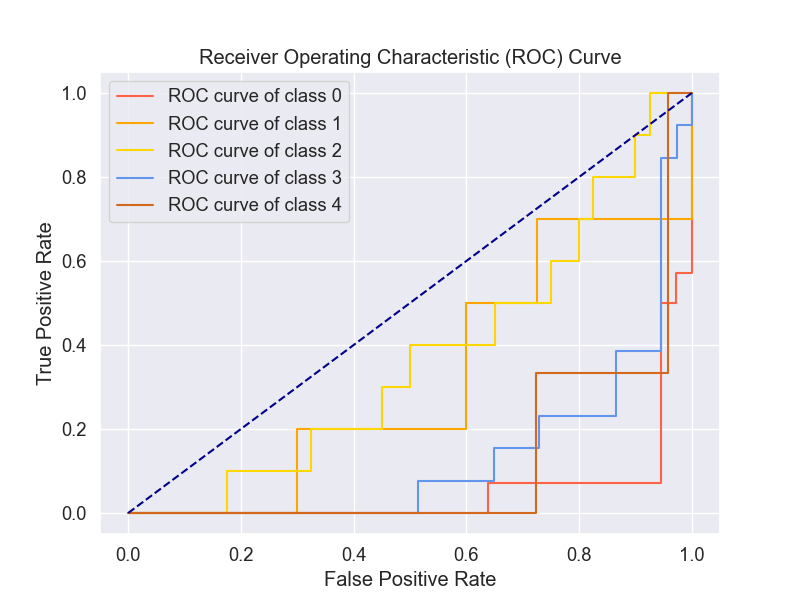 Receiver Operating Characteristic (ROC) Curve
1.0
0.8
0.6
0.4
0.2
0.0
True Positive Rate
ROC curve of class 0
ROC curve of class 1
ROC curve of class 2
ROC curve of class 3
ROC curve of class 4
0.0 0.2 0.4 0.6 0.8 1.0
False Positive Rate